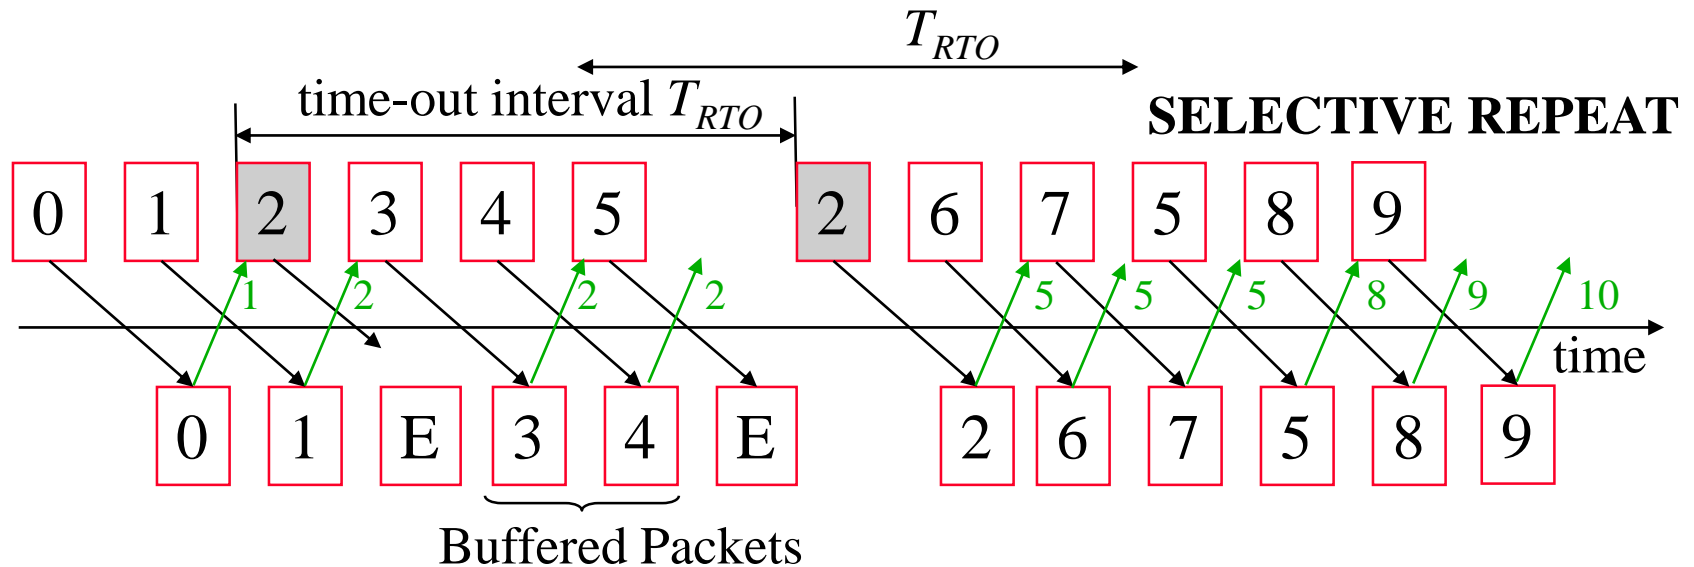 T_RTO
time-out interval T_RTO
SELECTIVE REPEAT
0 1 2 3 4 5 2 6 7 5 8 9
1 2 2 2 5 5 5 8 9 10
time
0 1 E 3 4 E 2 6 7 5 8 9
Buffered Packets